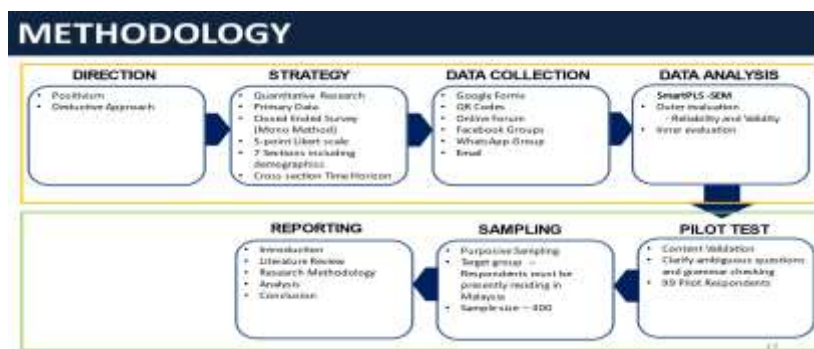 METHODOLOGY
DIRECTION
• Positivism
• Deductive Approach
STRATEGY
• Quantitative Research
• Primary Data
• Closed Ended Survey
(Mono Method)
• 5-point Likert scale
• 7 Sections including
demographics
• Cross section Time Horizon
DATA COLLECTION
• Google Forms
• QR Codes
• Online Forum
• Facebook Groups
• WhatsApp Group
• Email
DATA ANALYSIS
SmartPLS -SEM
• Outer evaluation
- Reliability and Validity
• Inner evaluation
PILOT TEST
• Content Validation
• Clarify ambiguous questions
and grammar checking
• 99 Pilot Respondents
SAMPLING
• Purposive Sampling
• Target group –
Respondents must be
presently residing in
Malaysia
• Sample size – 400
REPORTING
• Introduction
• Literature Review
• Research Methodology
• Analysis
• Conclusion